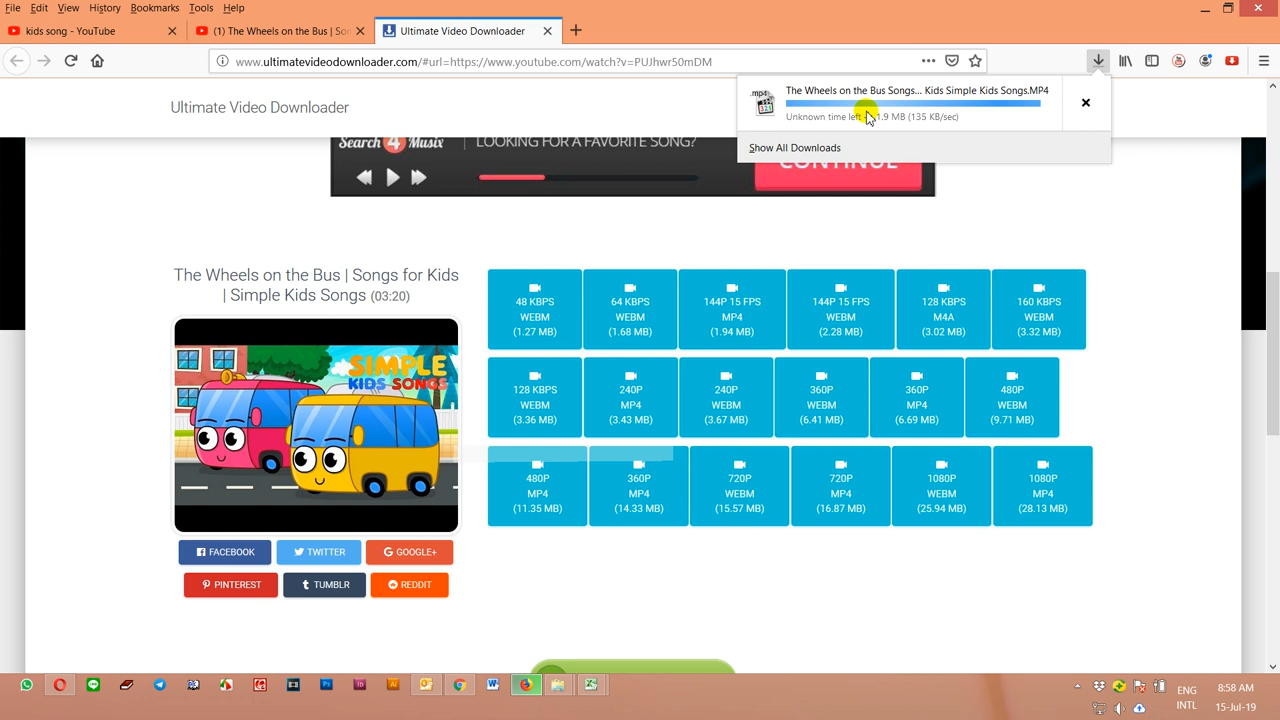 File Edit View History Bookmarks Tools Help
kids song - YouTube
(1) The Wheels on the Bus | Son
Ultimate Video Downloader
www.ultimatevideodownloader.com/#url=https://www.youtube.com/watch?v=PUJhwr50mDM
Ultimate Video Downloader
.mp4
The Wheels on the Bus Songs... Kids Simple Kids Songs.MP4
Unknown time left 1.9 MB (135 KB/sec)
Show All Downloads
Search 4 Musix
LOOKING FOR A FAVORITE SONG?
CONTINUE
The Wheels on the Bus | Songs for Kids
| Simple Kids Songs (03:20)
SIMPLE
KIDS SONGS
48 KBPS
WEBM
(1.27 MB)
64 KBPS
WEBM
(1.68 MB)
144P 15 FPS
MP4
(1.94 MB)
144P 15 FPS
WEBM
(2.28 MB)
128 KBPS
M4A
(3.02 MB)
160 KBPS
WEBM
(3.32 MB)
128 KBPS
WEBM
(3.36 MB)
240P
MP4
(3.43 MB)
240P
WEBM
(3.67 MB)
360P
WEBM
(6.41 MB)
360P
MP4
(6.69 MB)
480P
WEBM
(9.71 MB)
480P
MP4
(11.35 MB)
360P
MP4
(14.33 MB)
720P
WEBM
(15.57 MB)
720P
MP4
(16.87 MB)
1080P
WEBM
(25.94 MB)
1080P
MP4
(28.13 MB)
FACEBOOK
TWITTER
GOOGLE+
PINTEREST
TUMBLR
REDDIT
ENG
INTL
8:58 AM
15-Jul-19